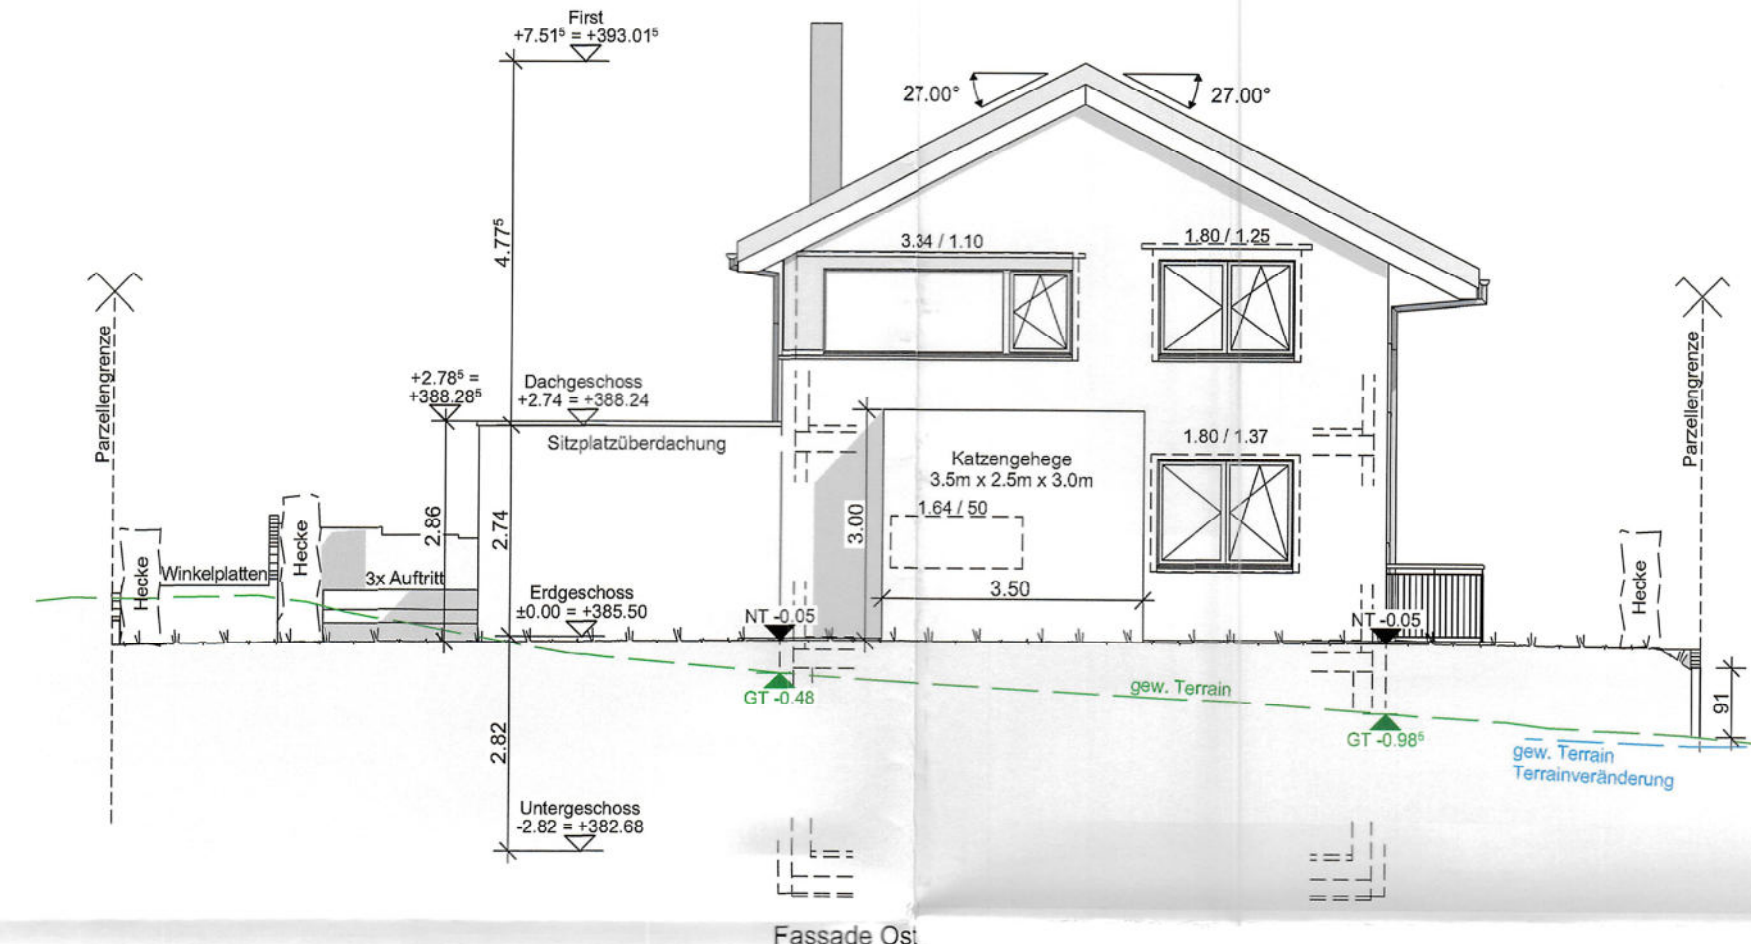 First
+7.51⁵ = +393.01⁵
27.00°
27.00°
4.77⁵
3.34 / 1.10
1.80 / 1.25
Parzellengrenze
Parzellengrenze
+2.78⁵ =
+388.28⁵
Dachgeschoss
+2.74 = +388.24
Sitzplatzüberdachung
1.80 / 1.37
Katzengehege
3.5m x 2.5m x 3.0m
1.64 / 50
2.86
2.74
3.00
Hecke
Winkelplatten
Hecke
3x Auftritt
Erdgeschoss
±0.00 = +385.50
3.50
NT -0.05
NT -0.05
Hecke
GT -0.48
gew. Terrain
GT -0.98⁵
91
gew. Terrain
Terrainveränderung
2.82
Untergeschoss
-2.82 = +382.68
Fassade Ost